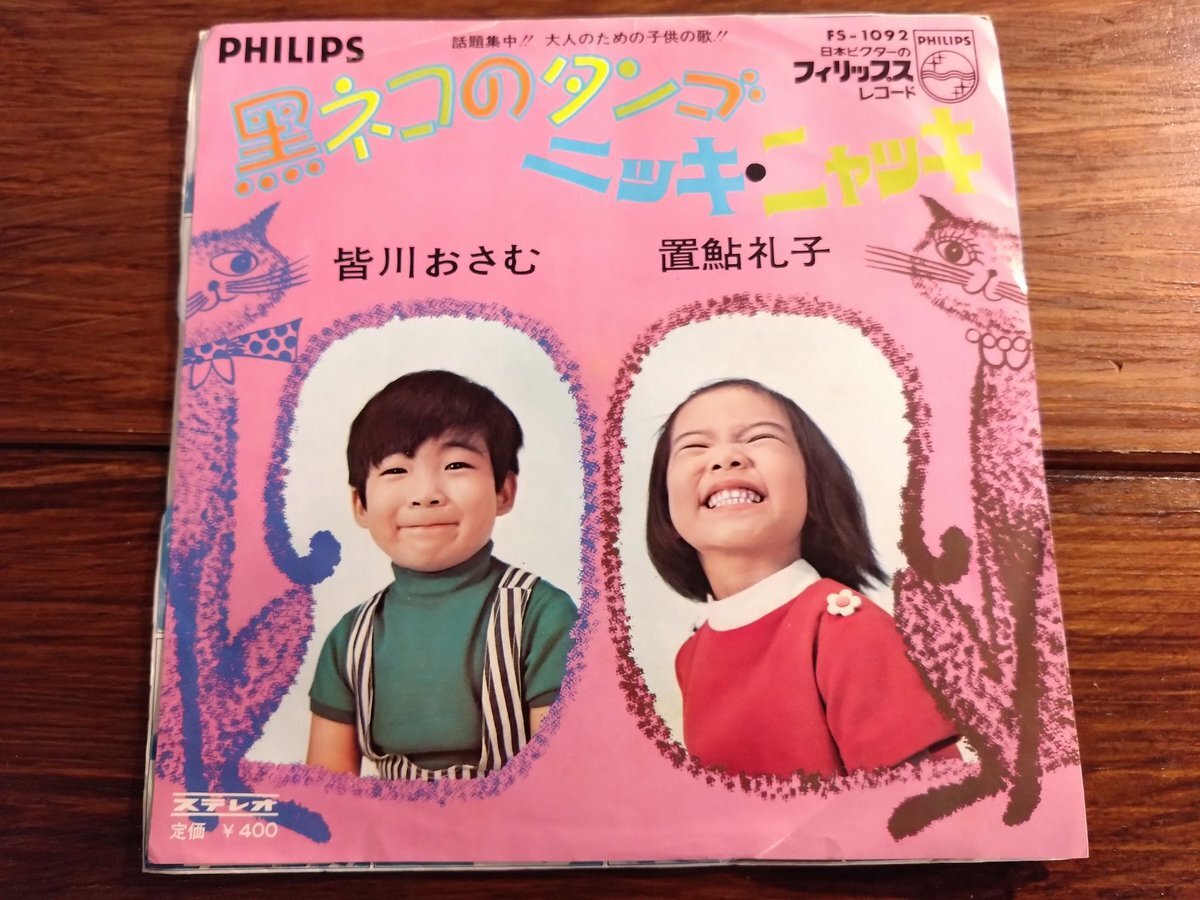 PHILIPS
話題集中!! 大人のための子供の歌!!
FS-1092
日本ビクターの
フィリップス
レコード
PHILIPS
黒ネコのタンゴ
ニッキ・ニャッキ
皆川おさむ
置鮎礼子
ステレオ
定価 ¥400